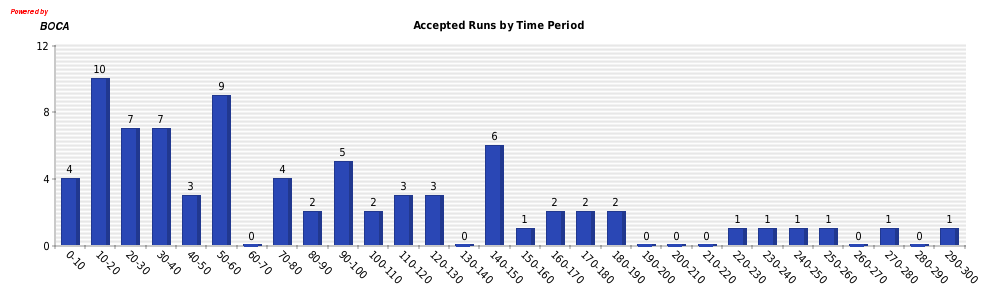 Powered by
BOCA
Accepted Runs by Time Period
12
8
4
0
4 10 7 7 3 9 0 4 2 5 2 3 3 0 6 1 2 2 2 0 0 0 1 1 1 1 0 1 0 1
0-10 10-20 20-30 30-40 40-50 50-60 60-70 70-80 80-90 90-100 100-110 110-120 120-130 130-140 140-150 150-160 160-170 170-180 180-190 190-200 200-210 210-220 220-230 230-240 240-250 250-260 260-270 270-280 280-290 290-300